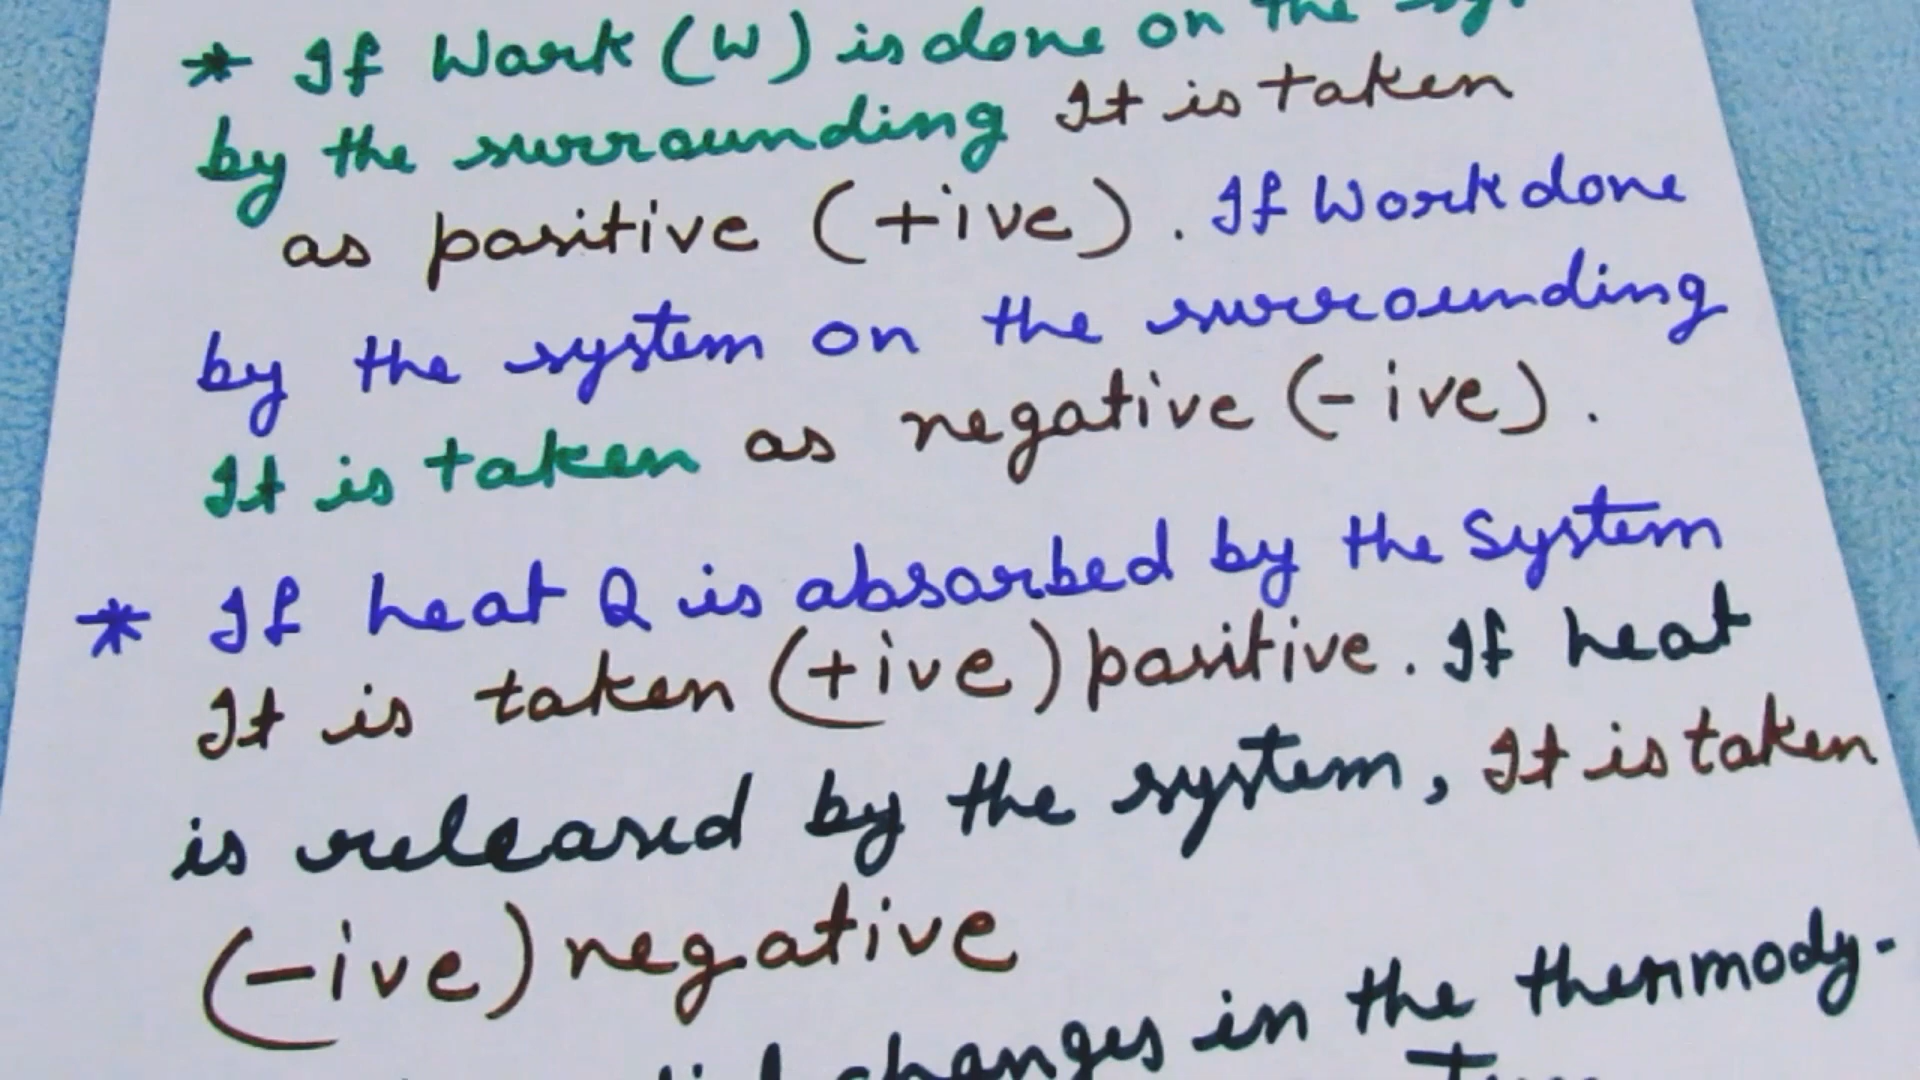 * If Work (W) is done on the
by the surrounding It is taken
as positive (+ive). If Work done
by the system on the surrounding
It is taken as negative (-ive).
* If heat Q is absorbed by the System
It is taken (+ive) positive. If heat
is released by the system, It is taken
(-ive) negative
changes in the thermody-